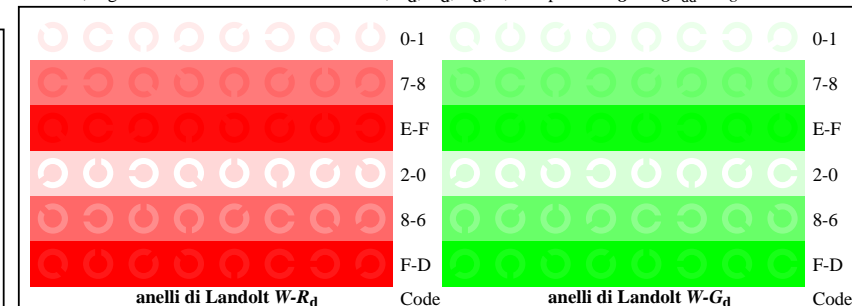 0-1 0-1
7-8 7-8
E-F E-F
2-0 2-0
8-6 8-6
F-D F-D
anelli di Landolt W-Rd Code anelli di Landolt W-Gd Code